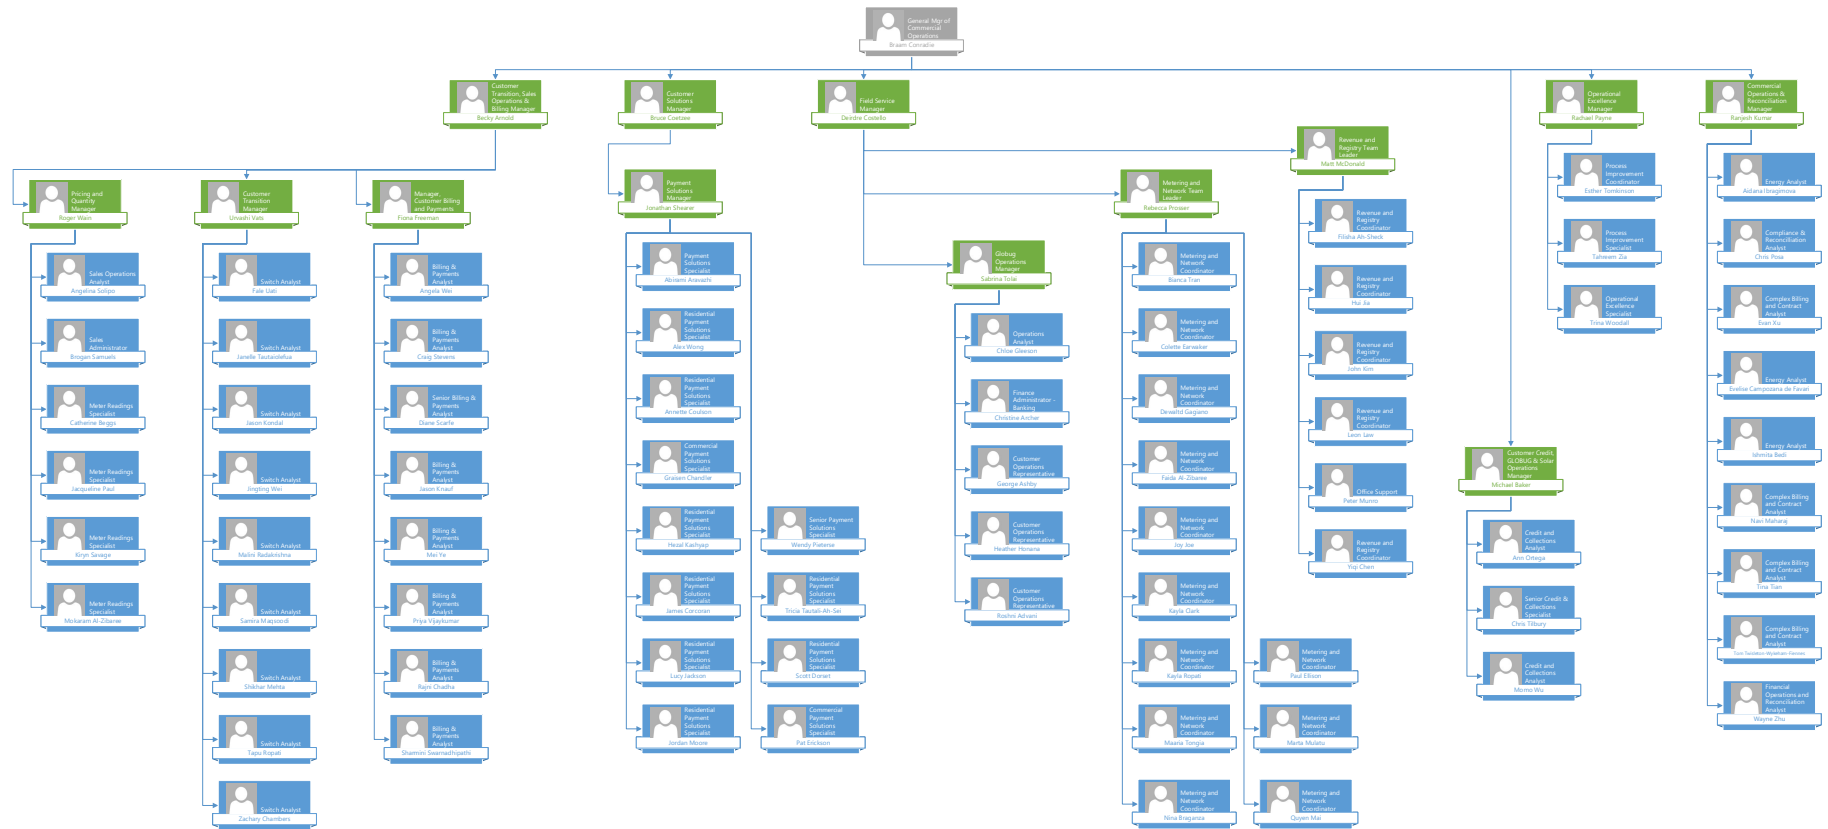 General Mgr of
Commercial
Operations
Braam Conradie
Customer
Transition, Sales
Operations &
Billing Manager
Becky Arnold
Customer
Solutions
Manager
Bruce Coetzee
Field Service
Manager
Deirdre Costello
Operational
Excellence
Manager
Rachael Payne
Commercial
Operations &
Reconciliation
Manager
Ranjesh Kumar
Revenue and
Registry Team
Leader
Matt McDonald
Pricing and
Quantity
Manager
Roger Wain
Customer
Transition
Manager
Urvashi Vats
Manager,
Customer Billing
and Payments
Fiona Freeman
Payment
Solutions
Manager
Jonathan Shearer
Metering and
Network Team
Leader
Rebecca Prosser
Globug
Operations
Manager
Sabrina Tolai
Customer Credit,
GLOBUG & Solar
Operations
Manager
Michael Baker
Sales Operations
Analyst
Angelina Solipo
Sales
Administrator
Brogan Samuels
Meter Readings
Specialist
Catherine Beggs
Meter Readings
Specialist
Jacqueline Paul
Meter Readings
Specialist
Kiryn Savage
Meter Readings
Specialist
Mokaram Al-Zibaree
Switch Analyst
Fale Uati
Switch Analyst
Janelle Tautaiolefua
Switch Analyst
Jason Kondal
Switch Analyst
Jingting Wei
Switch Analyst
Malini Radakrishna
Switch Analyst
Samira Maqsoodi
Switch Analyst
Shikhar Mehta
Switch Analyst
Tapu Ropati
Switch Analyst
Zachary Chambers
Billing &
Payments
Analyst
Angela Wei
Billing &
Payments
Analyst
Craig Stevens
Senior Billing &
Payments
Analyst
Diane Scarfe
Billing &
Payments
Analyst
Jason Knauf
Billing &
Payments
Analyst
Mei Ye
Billing &
Payments
Analyst
Priya Vijaykumar
Billing &
Payments
Analyst
Rajni Chadha
Billing &
Payments
Analyst
Sharmini Swarnadhipathi
Payment
Solutions
Specialist
Abirami Aravazhi
Residential
Payment
Solutions
Specialist
Alex Wong
Residential
Payment
Solutions
Specialist
Annette Coulson
Commercial
Payment
Solutions
Specialist
Graisen Chandler
Residential
Payment
Solutions
Specialist
Hezal Kashyap
Residential
Payment
Solutions
Specialist
James Corcoran
Residential
Payment
Solutions
Specialist
Lucy Jackson
Residential
Payment
Solutions
Specialist
Jordan Moore
Senior Payment
Solutions
Specialist
Wendy Pieterse
Residential
Payment
Solutions
Specialist
Tricia Tautali-Ah-Sei
Residential
Payment
Solutions
Specialist
Scott Donait
Commercial
Payment
Solutions
Specialist
Pat Erickson
Operations
Analyst
Chloe Gleeson
Finance
Administrator -
Banking
Christine Archer
Customer
Operations
Representative
George Ashby
Customer
Operations
Representative
Heather Honana
Customer
Operations
Representative
Roshni Advani
Metering and
Network
Coordinator
Bianca Tran
Metering and
Network
Coordinator
Colette Earwaker
Metering and
Network
Coordinator
Dewald Gagiano
Metering and
Network
Coordinator
Faida Al-Zibaree
Metering and
Network
Coordinator
Joy Joe
Metering and
Network
Coordinator
Kayla Clark
Metering and
Network
Coordinator
Kayla Ropati
Metering and
Network
Coordinator
Maaria Tongia
Metering and
Network
Coordinator
Nina Braganza
Metering and
Network
Coordinator
Paul Ellison
Metering and
Network
Coordinator
Marta Mulatu
Metering and
Network
Coordinator
Quyen Mai
Revenue and
Registry
Coordinator
Filisha Ah-Sheck
Revenue and
Registry
Coordinator
Hui Jia
Revenue and
Registry
Coordinator
John Kim
Revenue and
Registry
Coordinator
Leon Law
Office Support
Peter Munro
Revenue and
Registry
Coordinator
Yiqi Chen
Credit and
Collections
Analyst
Ann Ortega
Senior Credit &
Collections
Specialist
Chris Tilbury
Credit and
Collections
Analyst
Momo Wu
Process
Improvement
Coordinator
Esther Tomkinson
Process
Improvement
Specialist
Tahreem Zia
Operational
Excellence
Specialist
Trina Woodall
Energy Analyst
Aidana Ibragimova
Compliance &
Reconciliation
Analyst
Chris Posa
Complex Billing
and Contract
Analyst
Evan Xu
Energy Analyst
Evelise Campozana de Favari
Energy Analyst
Ishmita Bedi
Complex Billing
and Contract
Analyst
Navi Maharaj
Complex Billing
and Contract
Analyst
Tina Tian
Complex Billing
and Contract
Analyst
Tom Twistleton-Wykeham-Fiennes
Financial
Operations and
Reconciliation
Analyst
Wayne Zhu